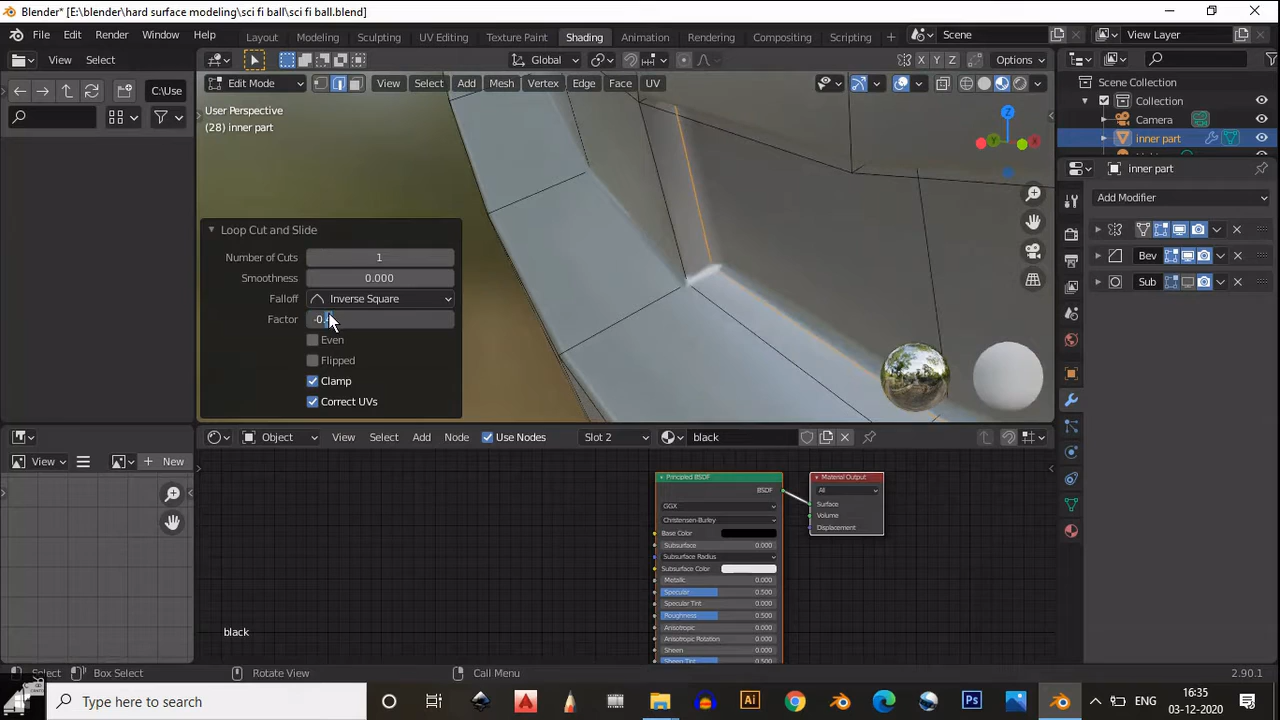 Blender* [E:\blender\hard surface modeling\sci fi ball\sci fi ball.blend]
File Edit Render Window Help Layout Modeling Sculpting UV Editing Texture Paint Shading Animation Rendering Compositing Scripting Scene View Layer
View Select Global X Y Z Options
C:\Use Edit Mode View Select Add Mesh Vertex Edge Face UV
User Perspective
(28) inner part
Scene Collection
Collection
Camera
inner part
inner part
Add Modifier
Bev
Sub
Z
Loop Cut and Slide
Number of Cuts 1
Smoothness 0.000
Falloff Inverse Square
Factor
Even
Flipped
Clamp
Correct UVs
View New Object View Select Add Node Use Nodes Slot 2 black
Principled BSDF
BSDF
GGX
Christensen-Burley
Base Color
Subsurface 0.000
Subsurface Radius
Subsurface Color
Metallic 0.000
Specular 0.500
Specular Tint 0.000
Roughness 0.500
Anisotropic 0.000
Anisotropic Rotation 0.000
Sheen 0.000
Sheen Tint 0.500
Material Output
All
Surface
Volume
Displacement
black
Select Box Select Rotate View Call Menu 2.90.1
Type here to search ENG 16:35
03-12-2020